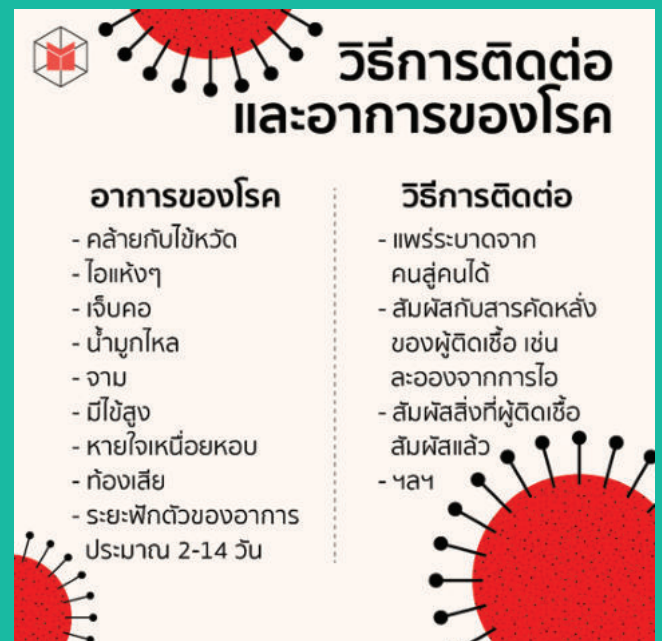 วิธีการติดต่อ
และอาการของโรค
อาการของโรค
- คล้ายกับไข้หวัด
- ไอแห้งๆ
- เจ็บคอ
- น้ำมูกไหล
- จาม
- มีไข้สูง
- หายใจเหนื่อยหอบ
- ท้องเสีย
- ระยะฟักตัวของอาการ
ประมาณ 2-14 วัน
วิธีการติดต่อ
- แพร่ระบาดจาก
คนสู่คนได้
- สัมผัสกับสารคัดหลั่ง
ของผู้ติดเชื้อ เช่น
ละอองจากการไอ
- สัมผัสสิ่งที่ผู้ติดเชื้อ
สัมผัสแล้ว
- ฯลฯ